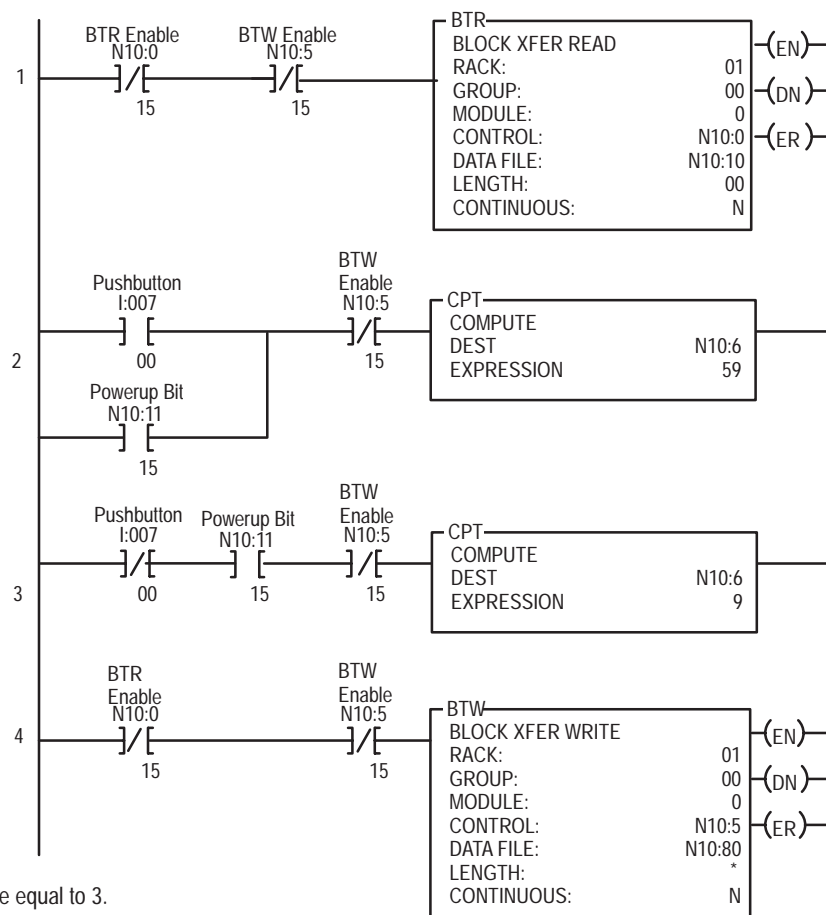 BTR Enable
N10:0
15
BTW Enable
N10:5
15
1
BTR
BLOCK XFER READ
RACK: 01
GROUP: 00
MODULE: 0
CONTROL: N10:0
DATA FILE: N10:10
LENGTH: 00
CONTINUOUS: N
EN
DN
ER
Pushbutton
I:007
00
Powerup Bit
N10:11
15
BTW
Enable
N10:5
15
2
CPT
COMPUTE
DEST N10:6
EXPRESSION 59
Pushbutton
I:007
00
Powerup Bit
N10:11
15
BTW
Enable
N10:5
15
3
CPT
COMPUTE
DEST N10:6
EXPRESSION 9
BTR
Enable
N10:0
15
BTW
Enable
N10:5
15
4
BTW
BLOCK XFER WRITE
RACK: 01
GROUP: 00
MODULE: 0
CONTROL: N10:5
DATA FILE: N10:80
LENGTH: *
CONTINUOUS: N
EN
DN
ER
e equal to 3.